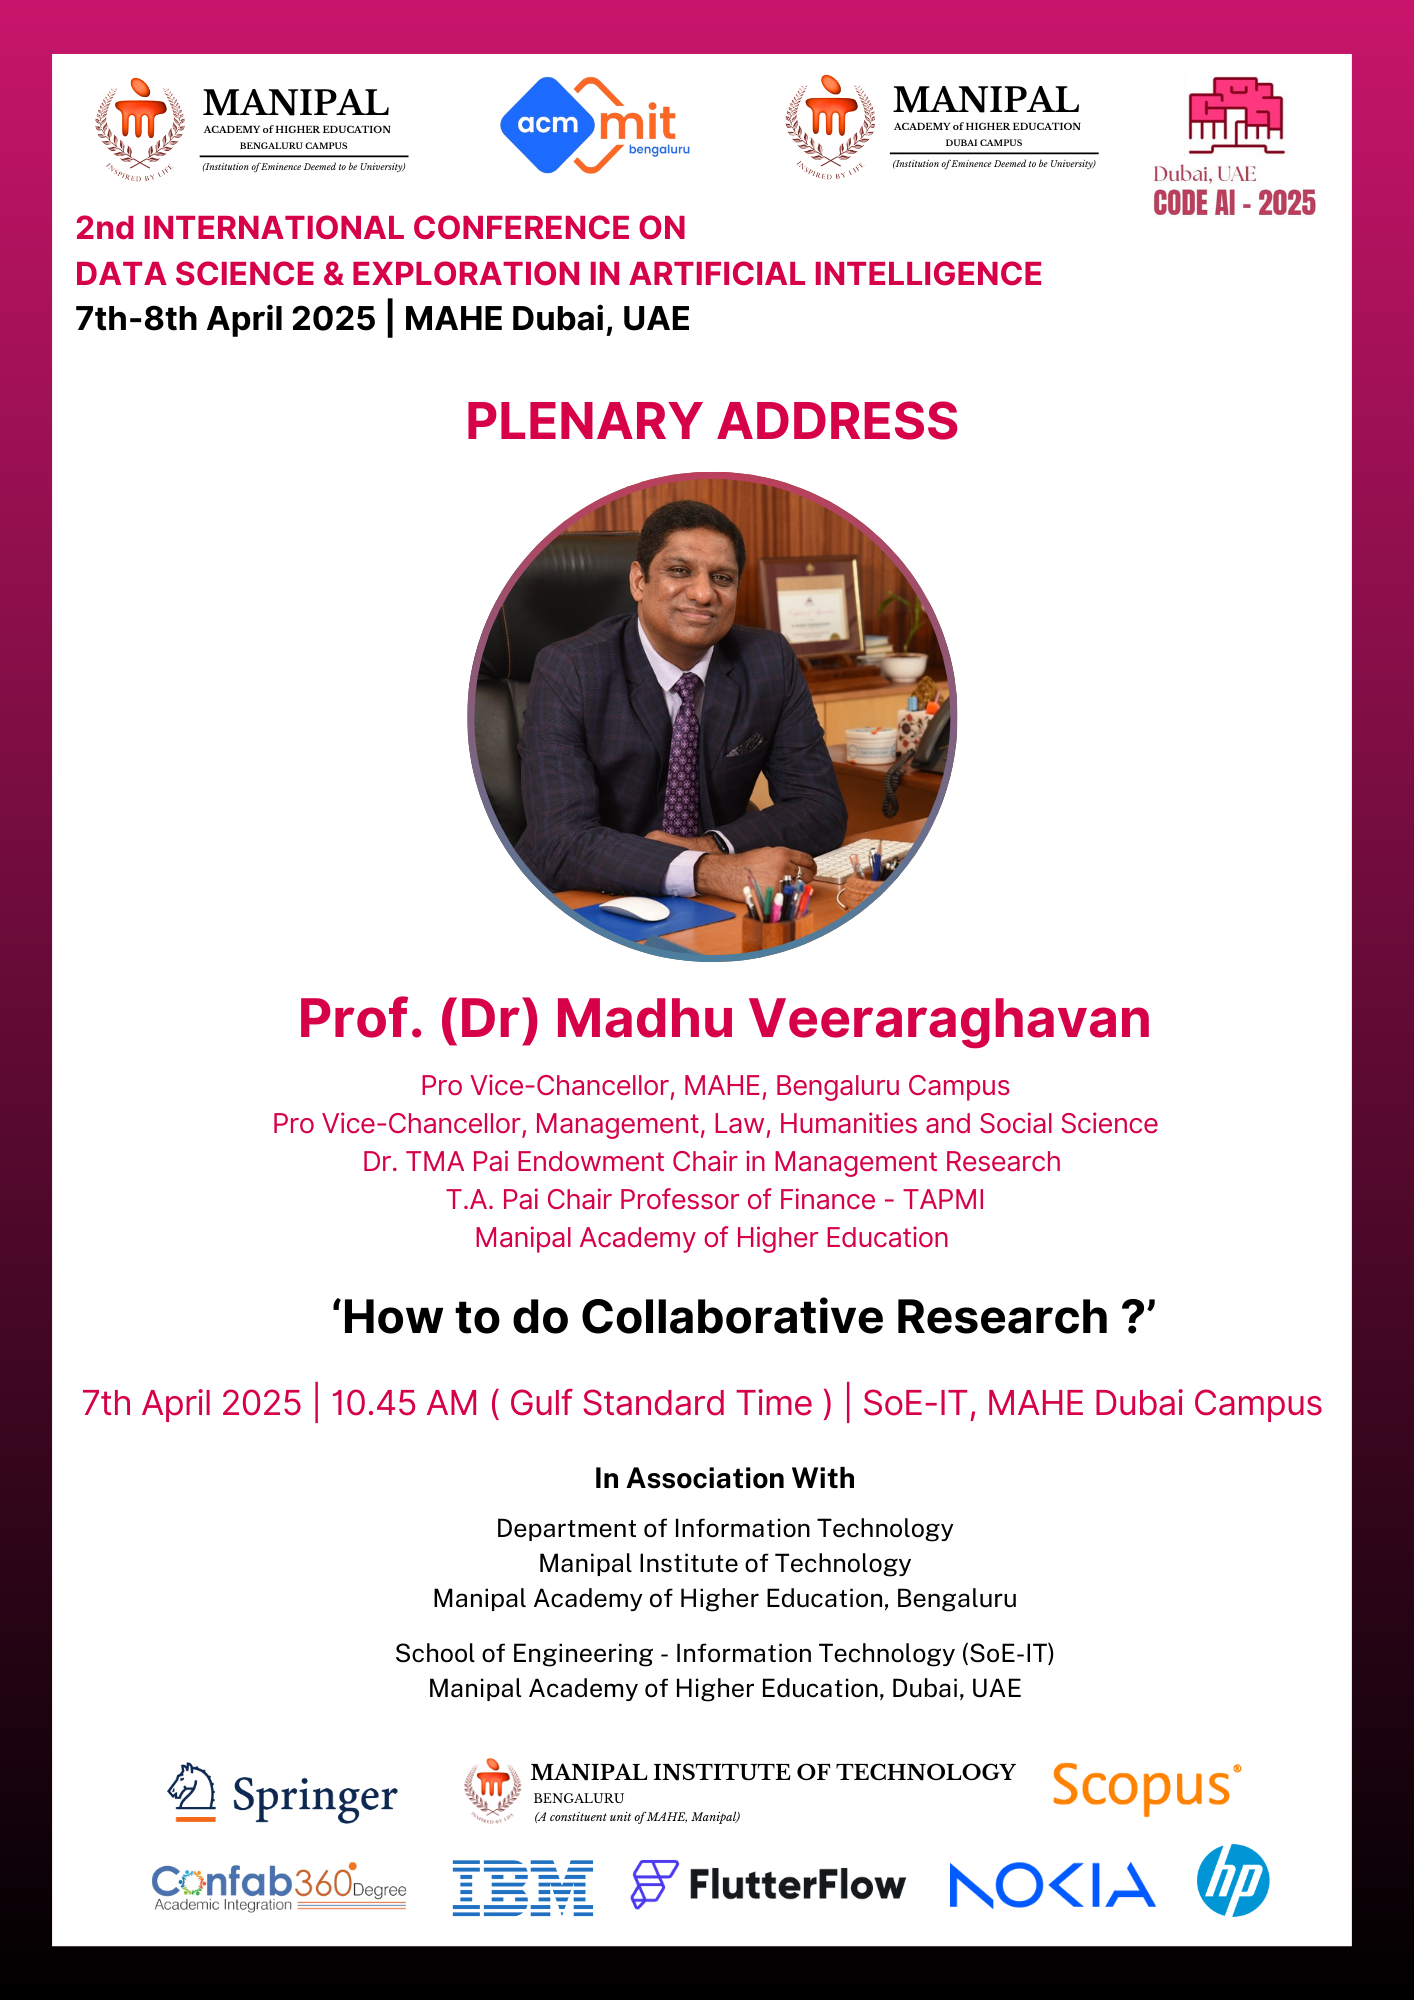 MANIPAL
ACADEMY of HIGHER EDUCATION
BENGALURU CAMPUS
(Institution of Eminence Deemed to be University)
INSPIRED BY LIFE
acm mit
bengaluru
MANIPAL
ACADEMY of HIGHER EDUCATION
DUBAI CAMPUS
(Institution of Eminence Deemed to be University)
INSPIRED BY LIFE
Dubai, UAE
CODE AI - 2025
2nd INTERNATIONAL CONFERENCE ON
DATA SCIENCE & EXPLORATION IN ARTIFICIAL INTELLIGENCE
7th-8th April 2025 | MAHE Dubai, UAE
PLENARY ADDRESS
Prof. (Dr) Madhu Veeraraghavan
Pro Vice-Chancellor, MAHE, Bengaluru Campus
Pro Vice-Chancellor, Management, Law, Humanities and Social Science
Dr. TMA Pai Endowment Chair in Management Research
T.A. Pai Chair Professor of Finance - TAPMI
Manipal Academy of Higher Education
‘How to do Collaborative Research ?’
7th April 2025 | 10.45 AM ( Gulf Standard Time ) | SoE-IT, MAHE Dubai Campus
In Association With
Department of Information Technology
Manipal Institute of Technology
Manipal Academy of Higher Education, Bengaluru
School of Engineering - Information Technology (SoE-IT)
Manipal Academy of Higher Education, Dubai, UAE
Springer
MANIPAL INSTITUTE OF TECHNOLOGY
BENGALURU
(A constituent unit of MAHE, Manipal)
INSPIRED BY LIFE
Scopus®
Confab360°Degree
Academic Integration
IBM
FlutterFlow
NOKIA
hp